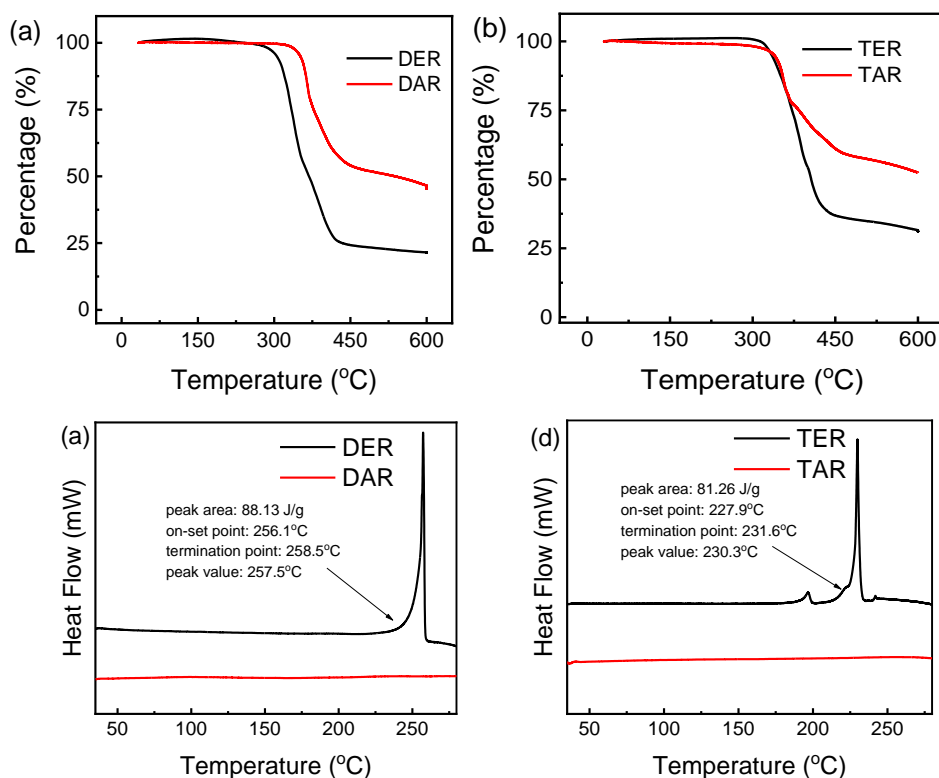 (a)
DER
DAR
100
75
50
25
0
Percentage (%)
0
150
300
450
600
Temperature (°C)
(b)
TER
TAR
100
75
50
25
0
Percentage (%)
0
150
300
450
600
Temperature (°C)
(a)
DER
DAR
peak area: 88.13 J/g
on-set point: 256.1°C
termination point: 258.5°C
peak value: 257.5°C
Heat Flow (mW)
50
100
150
200
250
Temperature (°C)
(d)
TER
TAR
peak area: 81.26 J/g
on-set point: 227.9°C
termination point: 231.6°C
peak value: 230.3°C
Heat Flow (mW)
50
100
150
200
250
Temperature (°C)